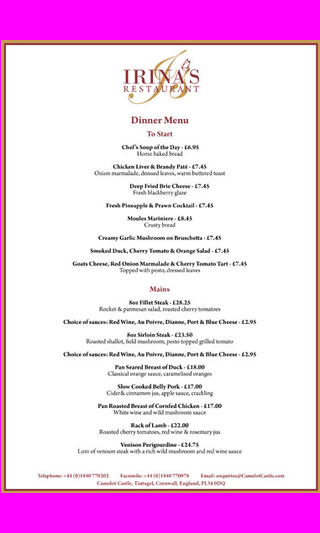 IRINA'S
RESTAURANT
Dinner Menu
To Start
Chef's Soup of the Day - £6.95
Home baked bread
Chicken Liver & Brandy Paté - £7.45
Onion marmalade, dressed leaves, warm buttered toast
Deep Fried Brie Cheese - £7.45
Fresh blackberry glaze
Fresh Pineapple & Prawn Cocktail - £7.45
Moules Mariniere - £8.45
Crusty bread
Creamy Garlic Mushroom on Bruschetta - £7.45
Smoked Duck, Cherry Tomato & Orange Salad - £7.45
Goats Cheese, Red Onion Marmalade & Cherry Tomato Tart - £7.45
Topped with pesto, dressed leaves
Mains
8oz Fillet Steak - £28.25
Rocket & parmesan salad, roasted cherry tomatoes
Choice of sauces: Red Wine, Au Poivre, Dianne, Port & Blue Cheese - £2.95
8oz Sirloin Steak - £23.50
Roasted shallot, field mushroom, pesto topped grilled tomato
Choice of sauces: Red Wine, Au Poivre, Dianne, Port & Blue Cheese - £2.95
Pan Seared Breast of Duck - £18.00
Classical orange sauce, caramelised oranges
Slow Cooked Belly Pork - £17.00
Cider& cinnamon jus, apple sauce, crackling
Pan Roasted Breast of Cornfed Chicken - £17.00
White wine and wild mushroom sauce
Rack of Lamb - £22.00
Roasted cherry tomatoes, red wine & rosemary jus
Venison Perigourdine - £24.75
Loin of venison steak with a rich wild mushroom and red wine sauce
Telephone: +44 (0)1840 770202 Facsimile: +44 (0)1840 770978 Email: enquiries@CamelotCastle.com
Camelot Castle, Tintagel, Cornwall, England, PL34 0DQ